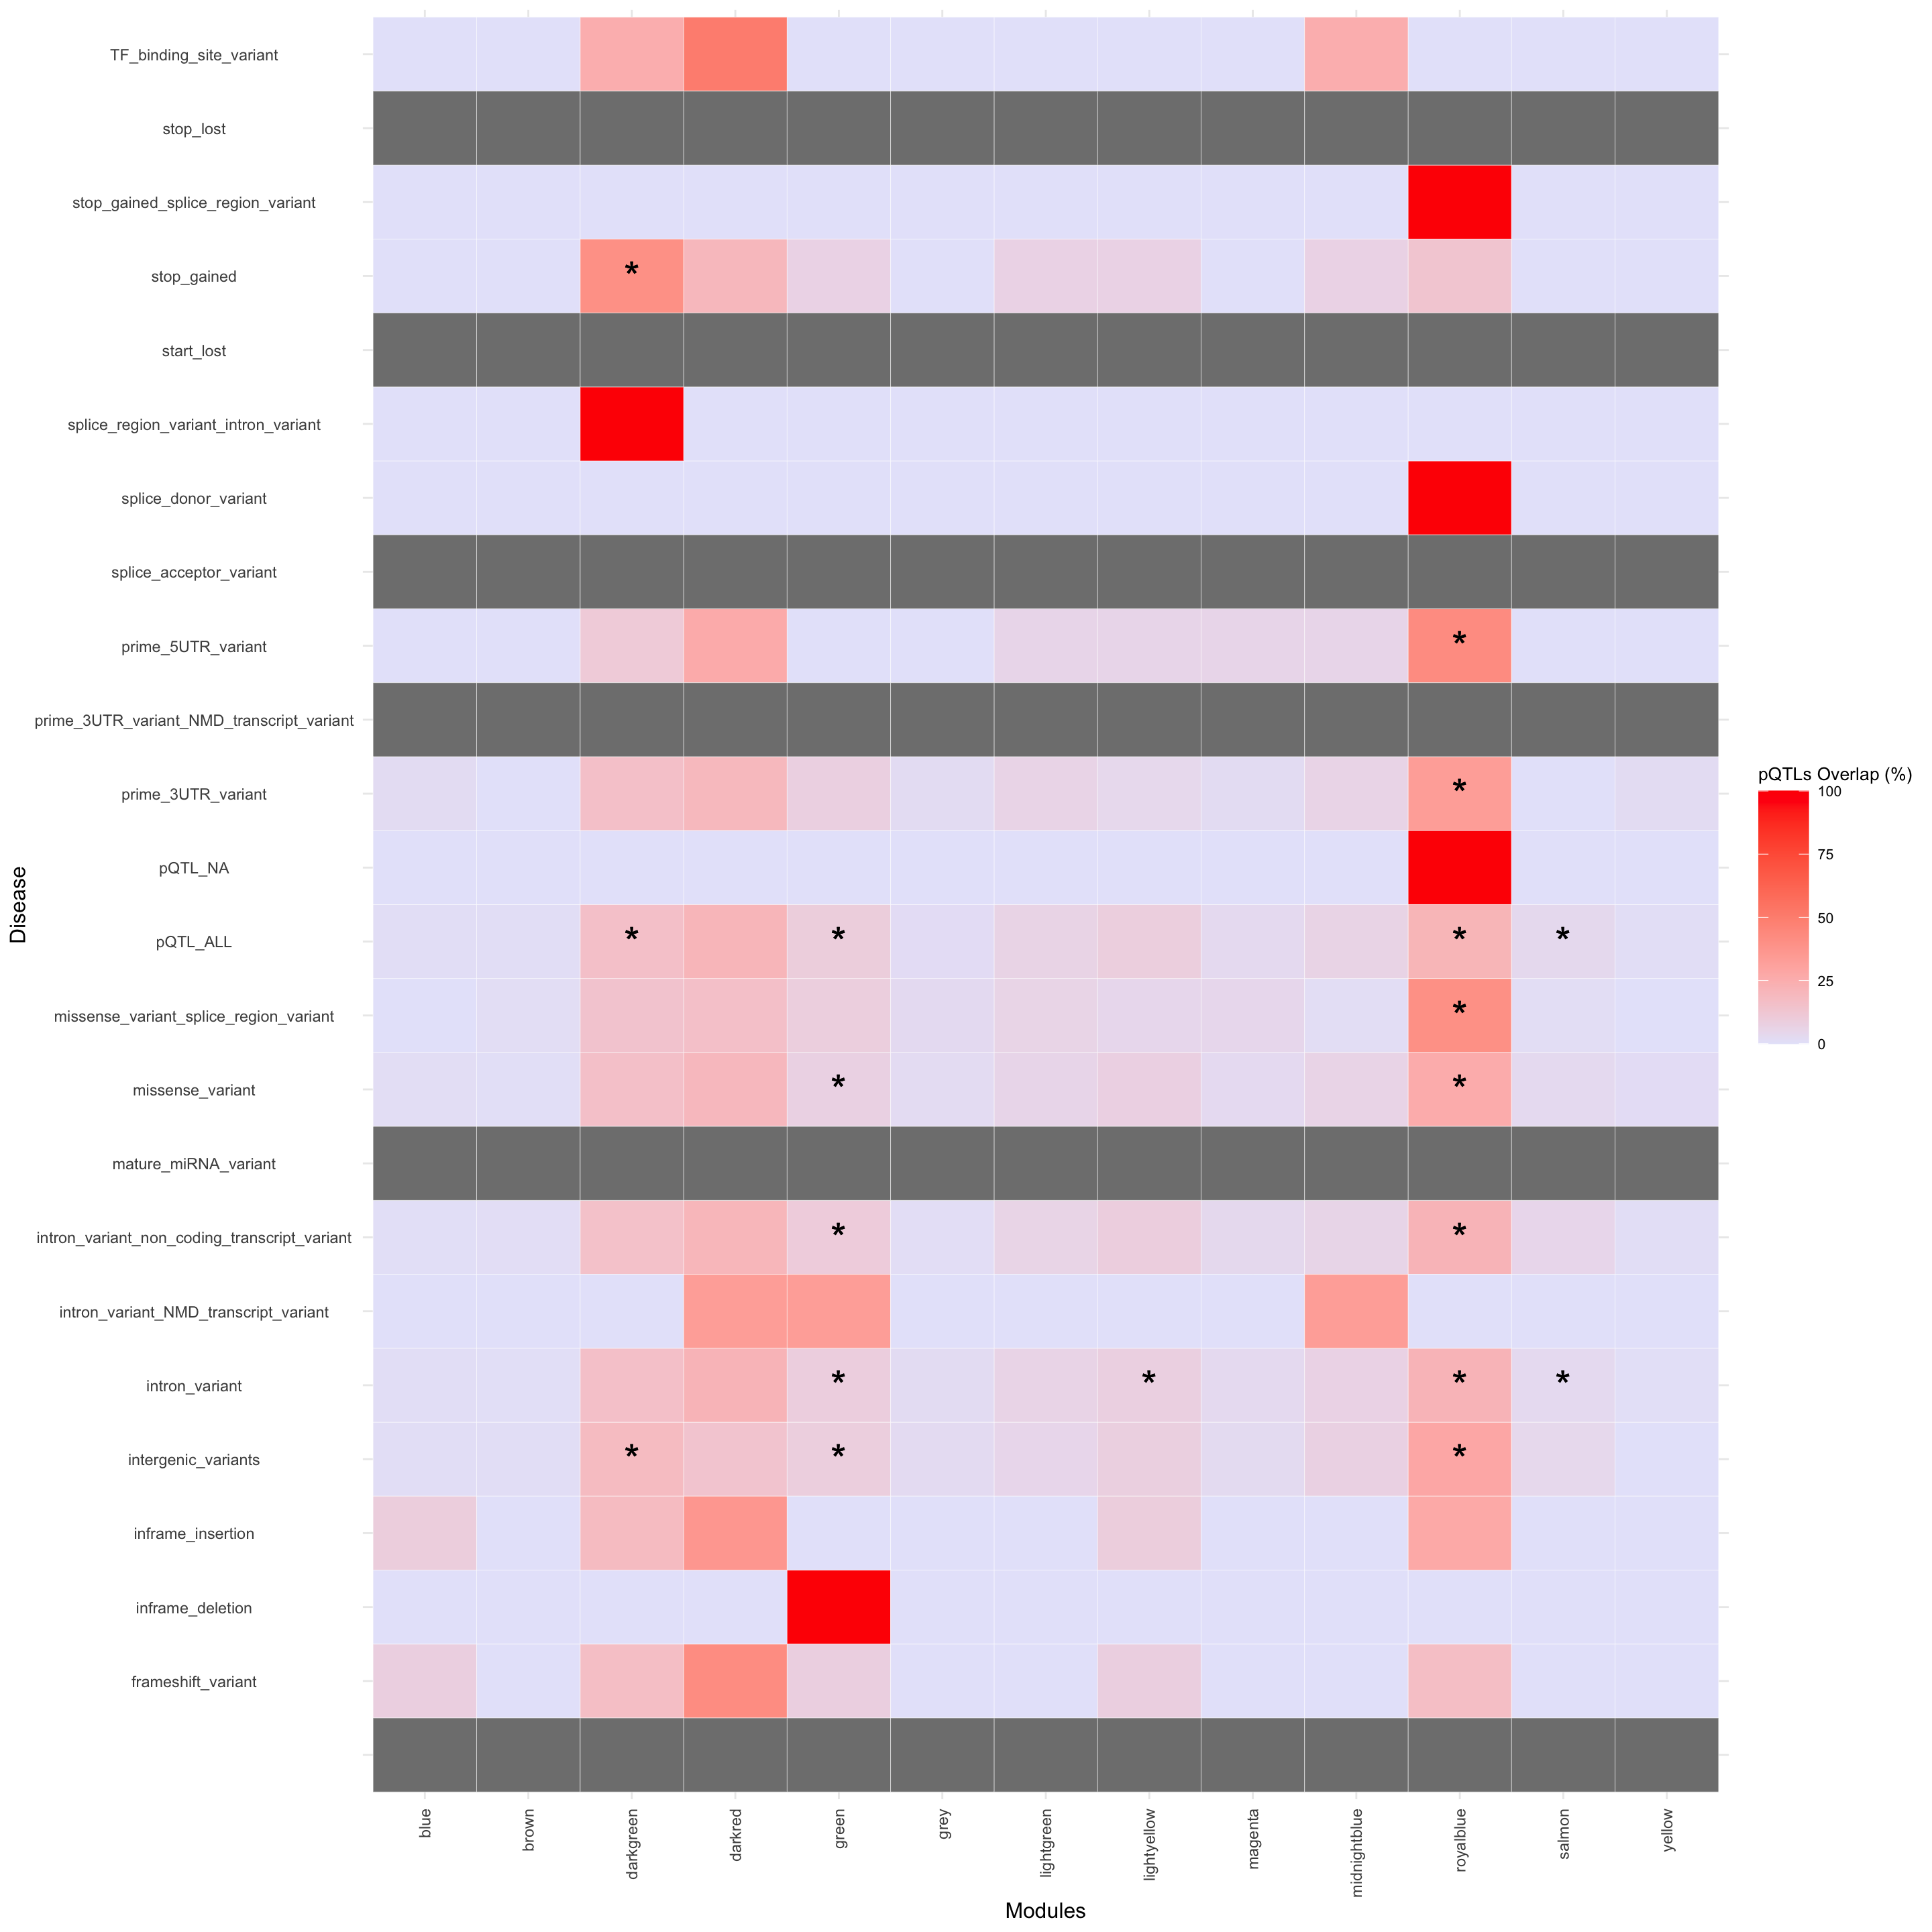 TF_binding_site_variant
stop_lost
stop_gained_splice_region_variant
stop_gained
*
start_lost
splice_region_variant_intron_variant
splice_donor_variant
splice_acceptor_variant
prime_5UTR_variant
*
prime_3UTR_variant_NMD_transcript_variant
prime_3UTR_variant
*
pQTL_NA
pQTL_ALL
* * * *
missense_variant_splice_region_variant
*
missense_variant
* *
mature_miRNA_variant
intron_variant_non_coding_transcript_variant
* *
intron_variant_NMD_transcript_variant
intron_variant
* * * *
intergenic_variants
* * *
inframe_insertion
inframe_deletion
frameshift_variant
Disease
blue
brown
darkgreen
darkred
green
grey
lightgreen
lightyellow
magenta
midnightblue
royalblue
salmon
yellow
Modules
pQTLs Overlap (%)
100
75
50
25
0